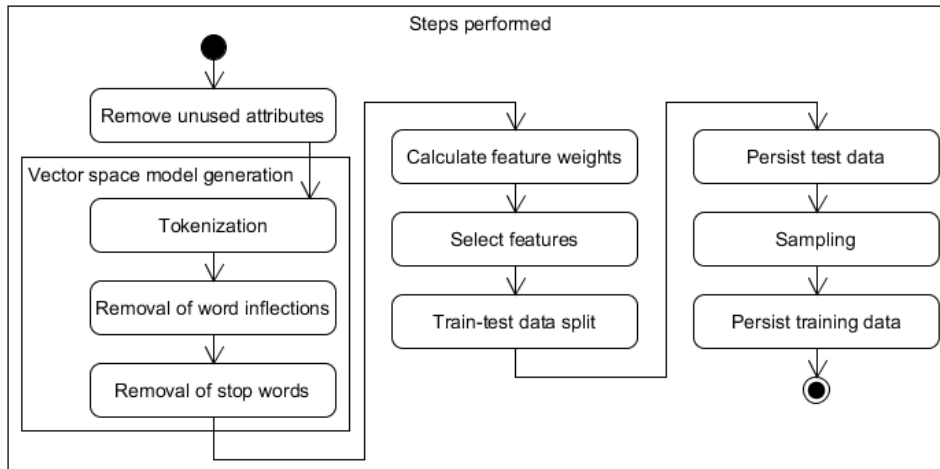 Steps performed
Remove unused attributes
Vector space model generation
Tokenization
Removal of word inflections
Removal of stop words
Calculate feature weights
Select features
Train-test data split
Persist test data
Sampling
Persist training data